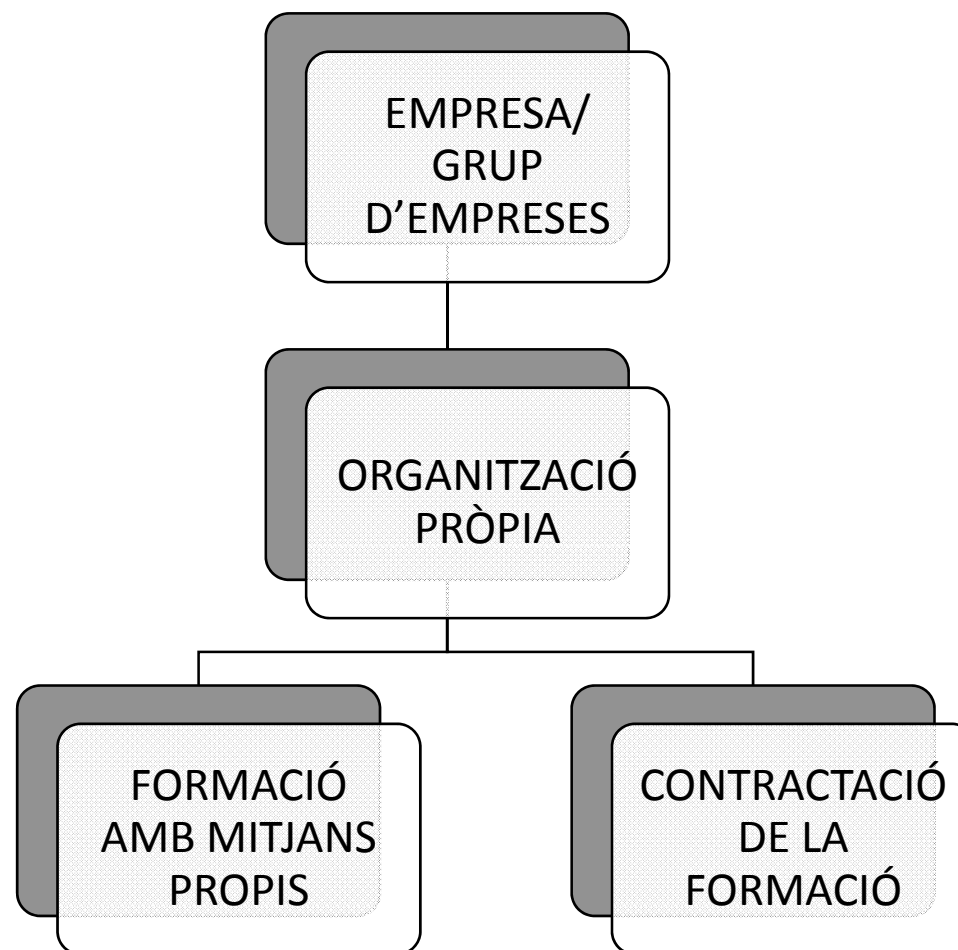 EMPRESA/
GRUP
D’EMPRESES
ORGANITZACIÓ
PRÒPIA
FORMACIÓ
AMB MITJANS
PROPIS
CONTRACTACIÓ
DE LA
FORMACIÓ